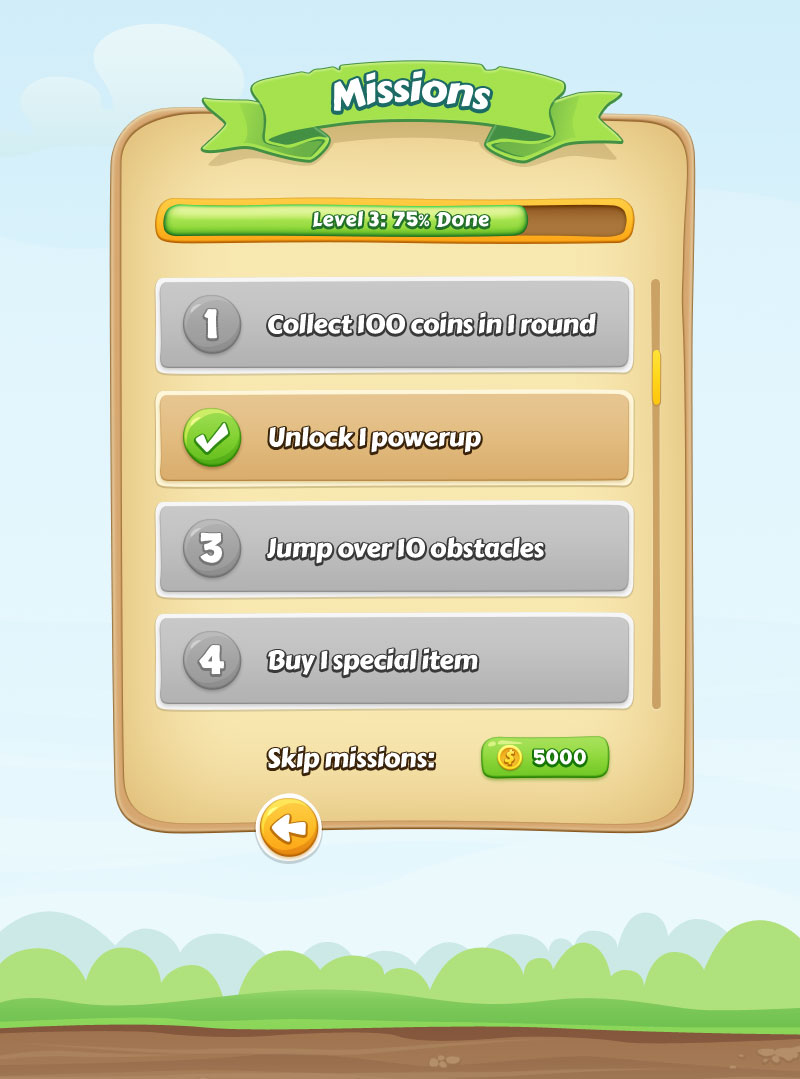 Missions
Level 3: 75% Done
1 Collect 100 coins in 1 round
Unlock 1 powerup
3 Jump over 10 obstacles
4 Buy 1 special item
Skip missions: $ 5000